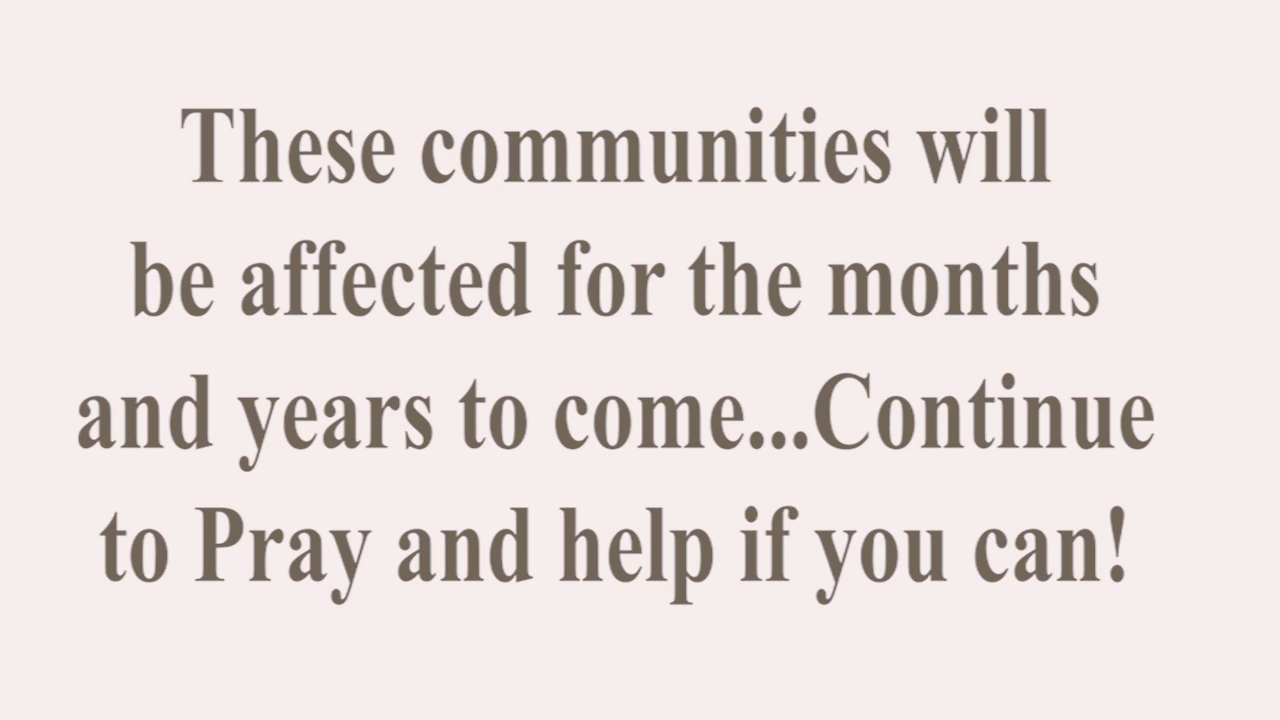 These communities will
be affected for the months
and years to come...Continue
to Pray and help if you can!